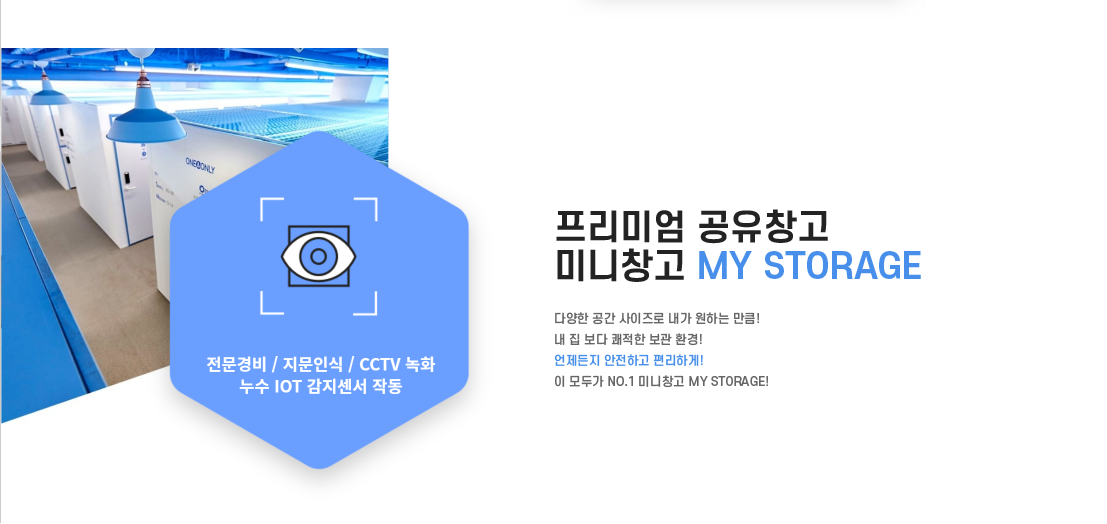 ONE&ONLY
전문경비 / 지문인식 / CCTV 녹화
누수 IOT 감지센서 작동
프리미엄 공유창고
미니창고 MY STORAGE
다양한 공간 사이즈로 내가 원하는 만큼!
내 집 보다 쾌적한 보관 환경!
언제든지 안전하고 편리하게!
이 모두가 NO.1 미니창고 MY STORAGE!